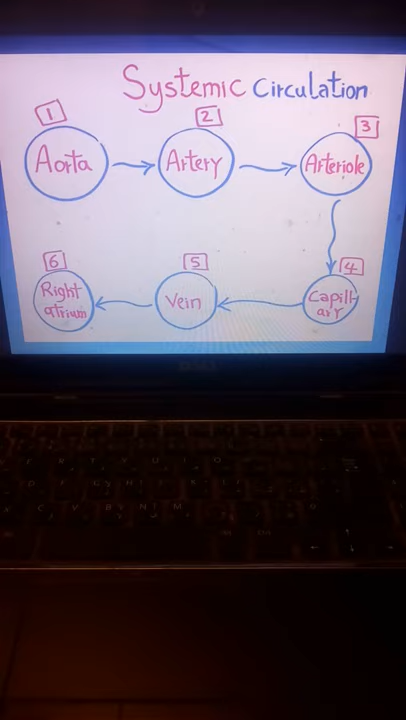 Systemic Circulation
1
Aorta
2
Artery
3
Arteriole
4
Capill-
ary
5
Vein
6
Right
atrium